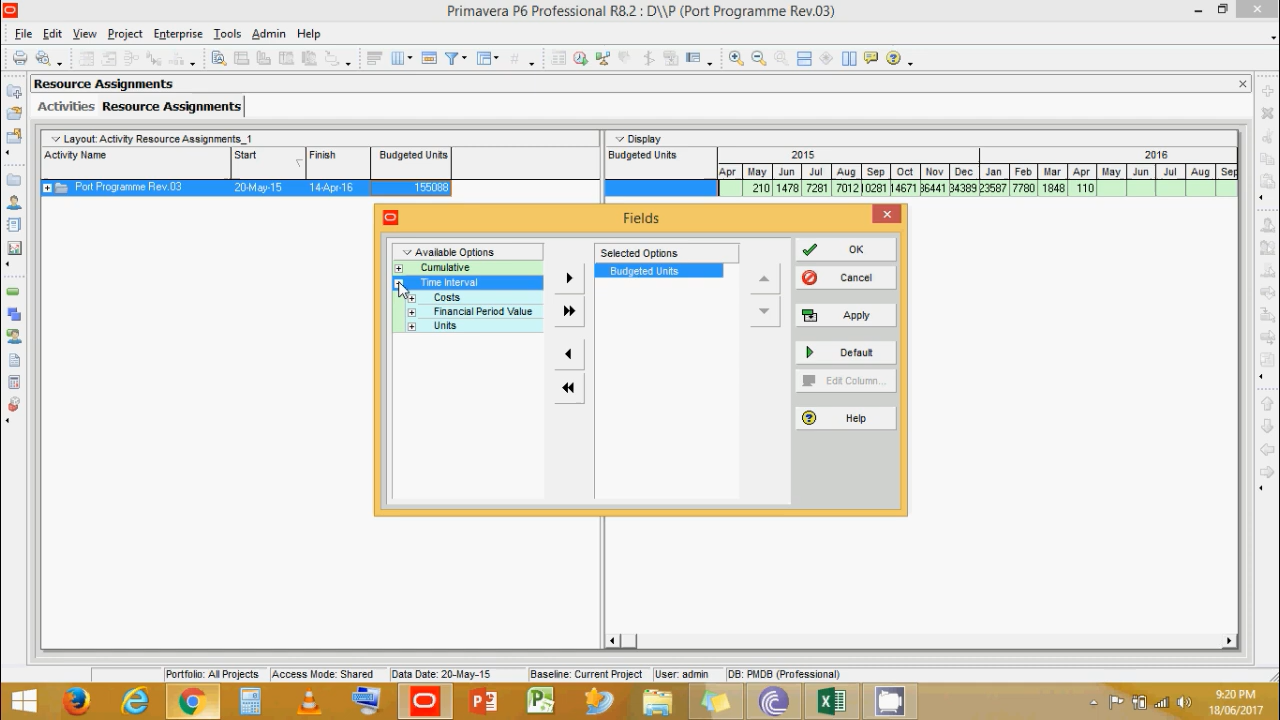 Primavera P6 Professional R8.2 : D\\P (Port Programme Rev.03)
File Edit View Project Enterprise Tools Admin Help
Resource Assignments
Activities Resource Assignments
Layout: Activity Resource Assignments_1
Display
Activity Name Start Finish Budgeted Units
Budgeted Units 2015 2016
Apr May Jun Jul Aug Sep Oct Nov Dec Jan Feb Mar Apr May Jun Jul Aug Sep
Port Programme Rev.03 20-May-15 14-Apr-16 155088
210 1478 7281 7012 10281 14671 36441 34389 23587 7780 1848 110
Fields
Available Options
Cumulative
Time Interval
Costs
Financial Period Value
Units
Selected Options
Budgeted Units
OK
Cancel
Apply
Default
Edit Column...
Help
Portfolio: All Projects Access Mode: Shared Data Date: 20-May-15 Baseline: Current Project User: admin DB: PMDB (Professional)
9:20 PM
18/06/2017